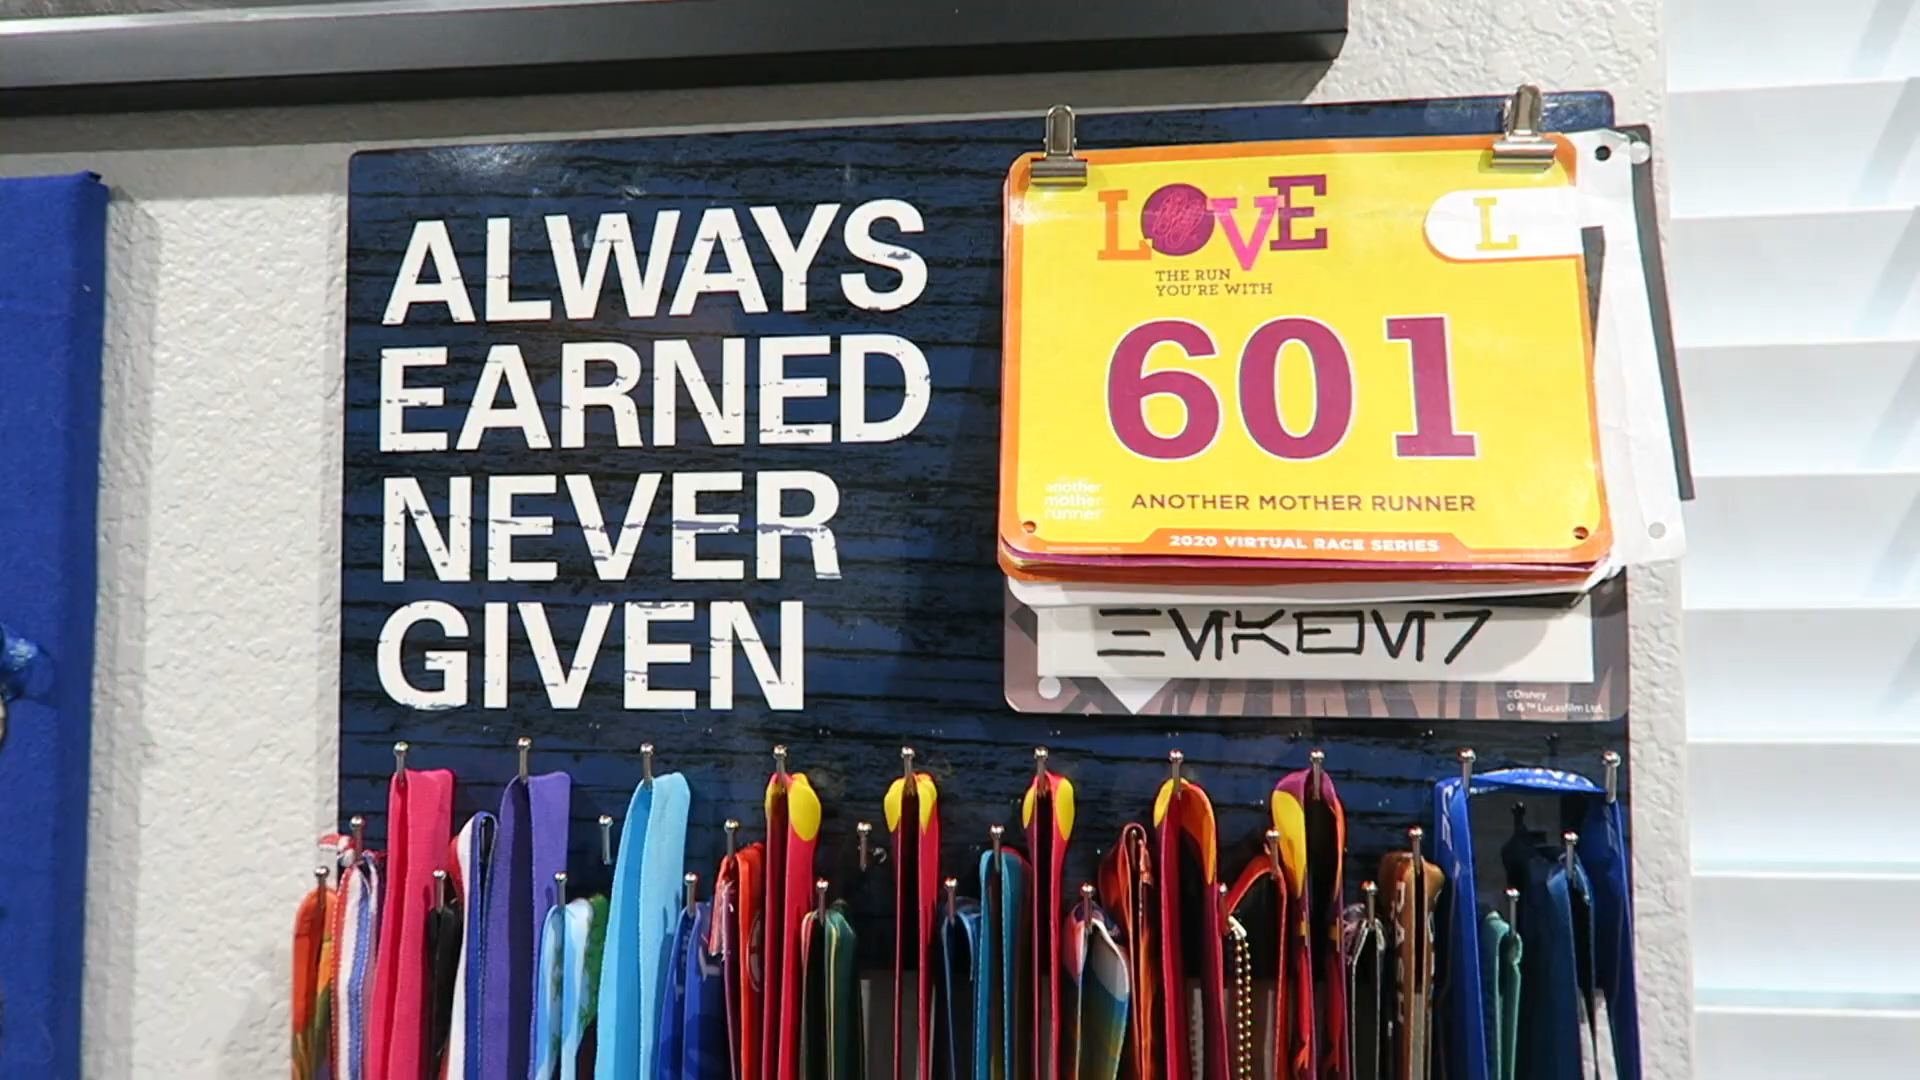 ALWAYS
EARNED
NEVER
GIVEN
LOVE
L
THE RUN
YOU'RE WITH
601
another
mother
runner
ANOTHER MOTHER RUNNER
2020 VIRTUAL RACE SERIES
©Disney
© & ™ Lucasfilm Ltd.